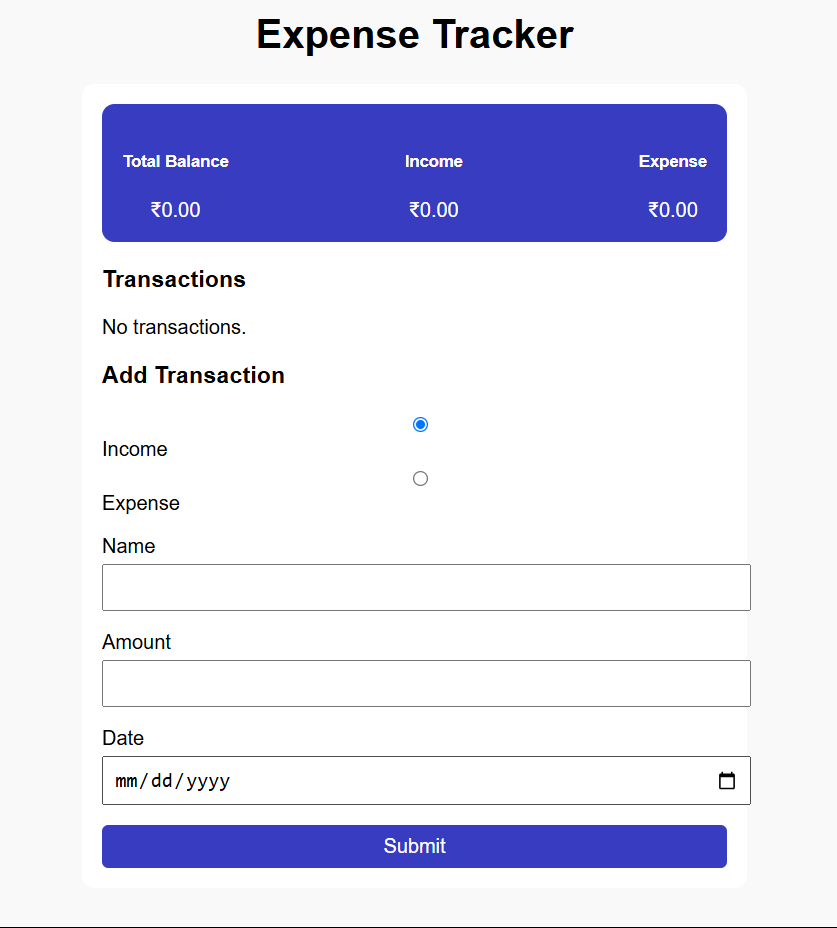 Expense Tracker
Total Balance Income Expense
₹0.00 ₹0.00 ₹0.00
Transactions
No transactions.
Add Transaction
Income
Expense
Name
Amount
Date
mm/dd/yyyy
Submit